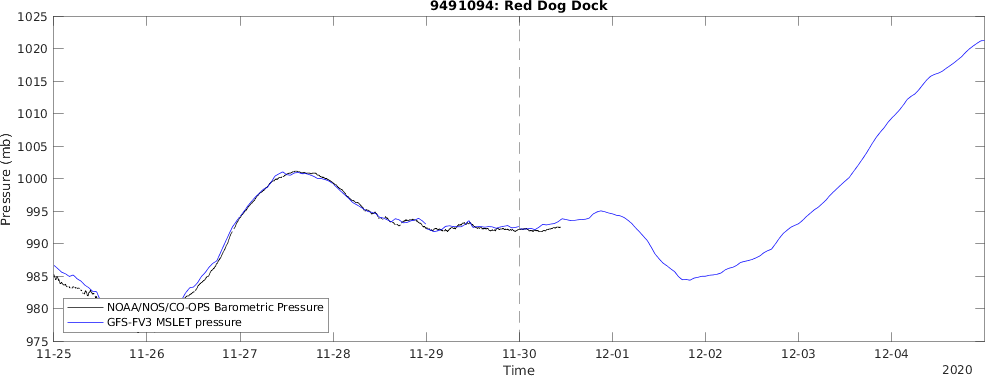 9491094: Red Dog Dock
1025
1020
1015
1010
1005
1000
995
990
985
980
975
Pressure (mb)
NOAA/NOS/CO-OPS Barometric Pressure
GFS-FV3 MSLET pressure
11-25 11-26 11-27 11-28 11-29 11-30 12-01 12-02 12-03 12-04
Time
2020